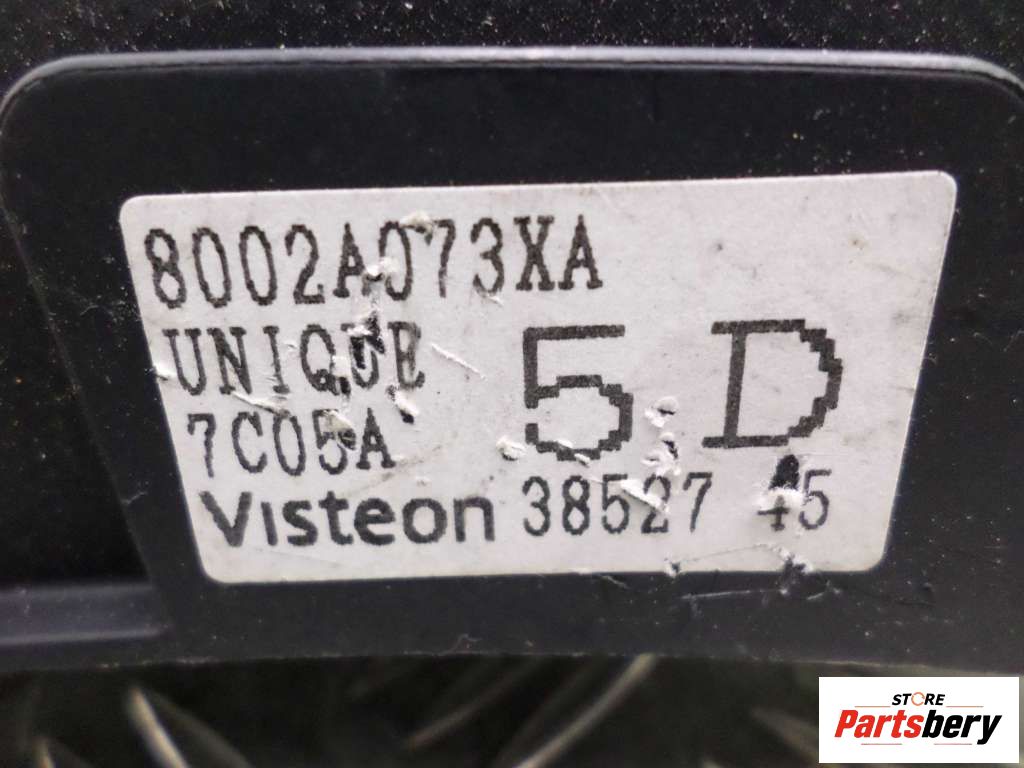 8002A073XA
UNIQUE
5D
7C05A
Visteon 38527 45
STORE
Partsbery